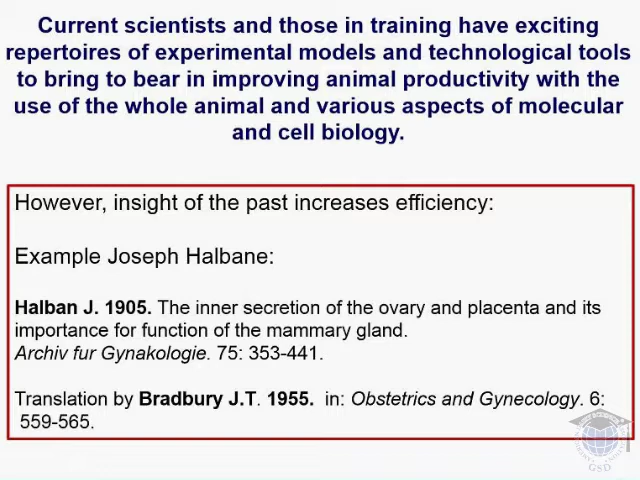 Current scientists and those in training have exciting
repertoires of experimental models and technological tools
to bring to bear in improving animal productivity with the
use of the whole animal and various aspects of molecular
and cell biology.
However, insight of the past increases efficiency:
Example Joseph Halbane:
Halban J. 1905. The inner secretion of the ovary and placenta and its
importance for function of the mammary gland.
Archiv fur Gynakologie. 75: 353-441.
Translation by Bradbury J.T. 1955. in: Obstetrics and Gynecology. 6:
559-565.
GSD